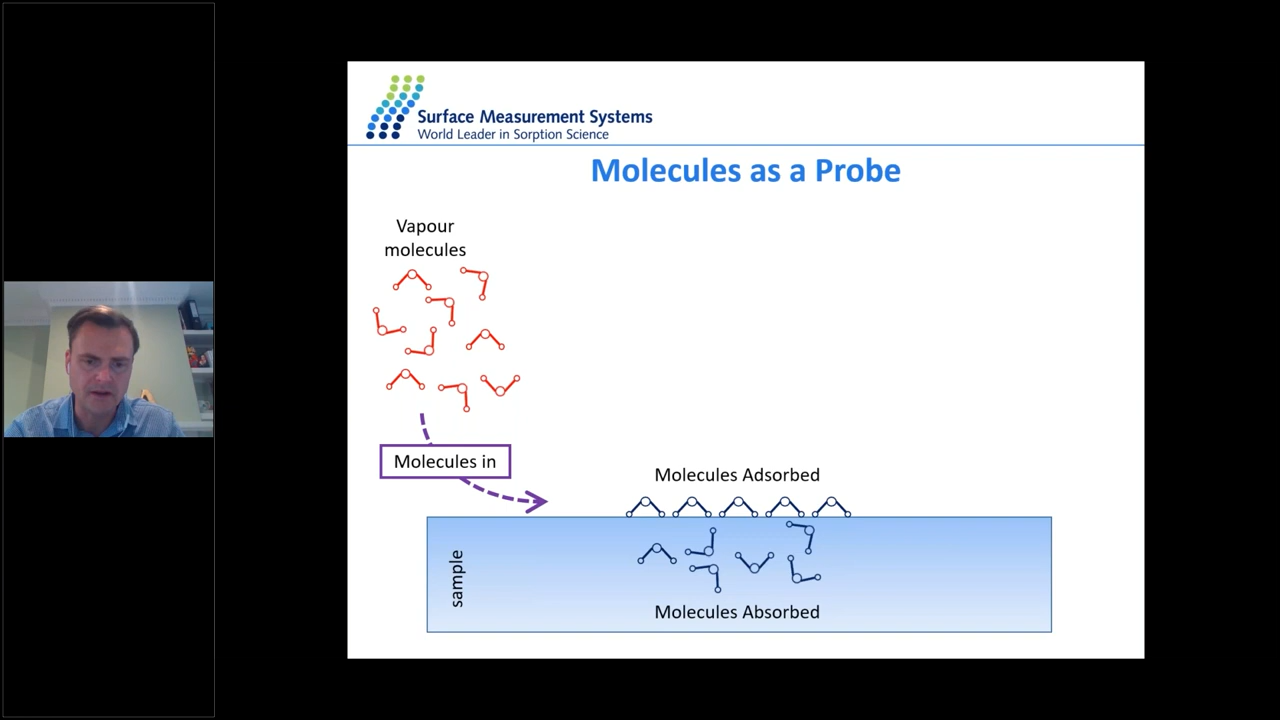 Surface Measurement Systems
World Leader in Sorption Science
Molecules as a Probe
Vapour
molecules
Molecules in
Molecules Adsorbed
sample
Molecules Absorbed